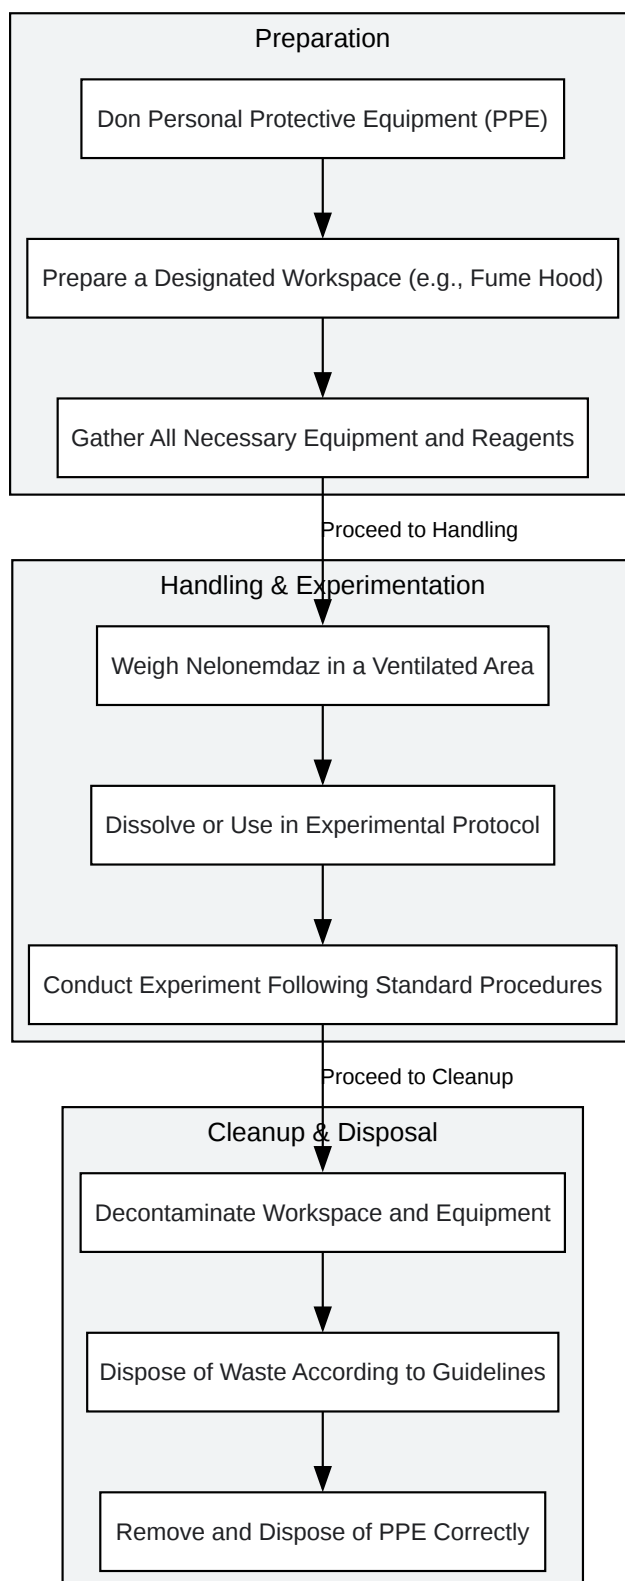 Preparation
Don Personal Protective Equipment (PPE)
Prepare a Designated Workspace (e.g., Fume Hood)
Gather All Necessary Equipment and Reagents
Proceed to Handling
Handling & Experimentation
Weigh Nelonemdaz in a Ventilated Area
Dissolve or Use in Experimental Protocol
Conduct Experiment Following Standard Procedures
Proceed to Cleanup
Cleanup & Disposal
Decontaminate Workspace and Equipment
Dispose of Waste According to Guidelines
Remove and Dispose of PPE Correctly